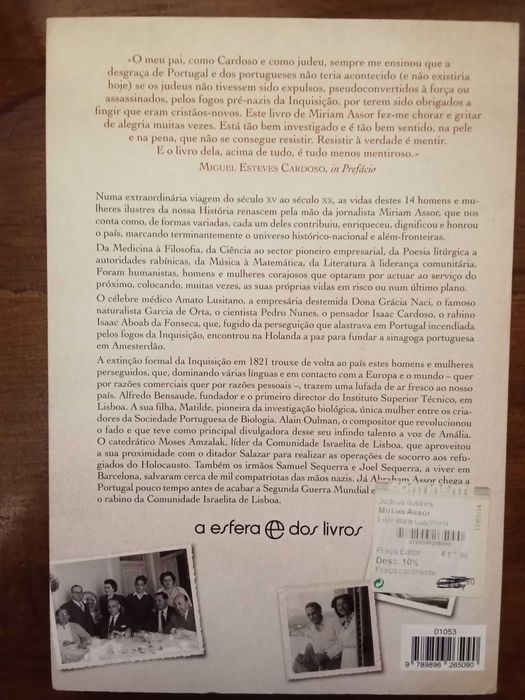 «O meu pai, como Cardoso e como judeu, sempre me ensinou que a
desgraça de Portugal e dos portugueses não teria acontecido (e não existiria
hoje) se os judeus não tivessem sido expulsos, pseudoconvertidos à força ou
assassinados, pelos fogos pré-nazis da Inquisição, por terem sido obrigados a
fingir que eram cristãos-novos. Este livro de Miriam Assor fez-me chorar e gritar
de alegria muitas vezes. Está tão bem investigado e é tão bem sentido, na pele
e na pena, que não se consegue resistir. Resistir à verdade é mentir.
E o livro dela, acima de tudo, é tudo menos mentiroso.»
Miguel Esteves Cardoso, in Prefácio
Numa extraordinária viagem do século XV ao século XX, as vidas destes 14 homens e mu-
lheres ilustres da nossa História renascem pela mão da jornalista Miriam Assor, que nos
conta como, de formas variadas, cada um deles contribuiu, enriqueceu, dignificou e honrou
o país, marcando terminantemente o universo histórico-nacional e além-fronteiras.
Da Medicina à Filosofia, da Ciência ao sector pioneiro empresarial, da Poesia litúrgica a
autoridades rabínicas, da Música à Matemática, da Literatura à liderança comunitária.
Foram humanistas, homens e mulheres corajosos que optaram por actuar ao serviço do
próximo, colocando, muitas vezes, as suas próprias vidas em risco ou num último plano.
O célebre médico Amato Lusitano, a empresária destemida Dona Grácia Naci, o famoso
naturalista Garcia de Orta, o cientista Pedro Nunes, o pensador Isaac Cardoso, o rabino
Isaac Aboab da Fonseca, que, fugido da perseguição que alastrava em Portugal incendiada
pelos fogos da Inquisição, encontrou na Holanda a paz para fundar a sinagoga portuguesa
em Amesterdão.
A extinção formal da Inquisição em 1821 trouxe de volta ao país estes homens e mulheres
perseguidos, que, dominando várias línguas e em contacto com a Europa e o mundo – quer
por razões comerciais quer por razões pessoais –, trazem uma lufada de ar fresco ao nosso
país. Alfredo Bensaude, fundador e o primeiro director do Instituto Superior Técnico, em
Lisboa. A sua filha, Matilde, pioneira da investigação biológica, única mulher entre os cria-
dores da Sociedade Portuguesa de Biologia. Alain Oulman, o compositor que revolucionou
o fado e que teve como principal divulgadora desse seu infindo talento a voz de Amália.
O catedrático Moses Amzalak, líder da Comunidade Israelita de Lisboa, que aproveitou
a sua proximidade com o ditador Salazar para realizar as operações de socorro aos refu-
giados do Holocausto. Também os irmãos Samuel Sequerra e Joel Sequerra, a viver em
Barcelona, salvaram cerca de mil compatriotas das mãos nazis. Já Abraham Assor chega a
Portugal pouco tempo antes de acabar a Segunda Guerra Mundial e
o rabino da Comunidade Israelita de Lisboa.
a esfera dos livros
Judeus Ilustres
Miriam Assor
Literatura Lusófona
9789896265090
Preço Editor
Desc. 10%
Preço continente
01053
9 789896 265090